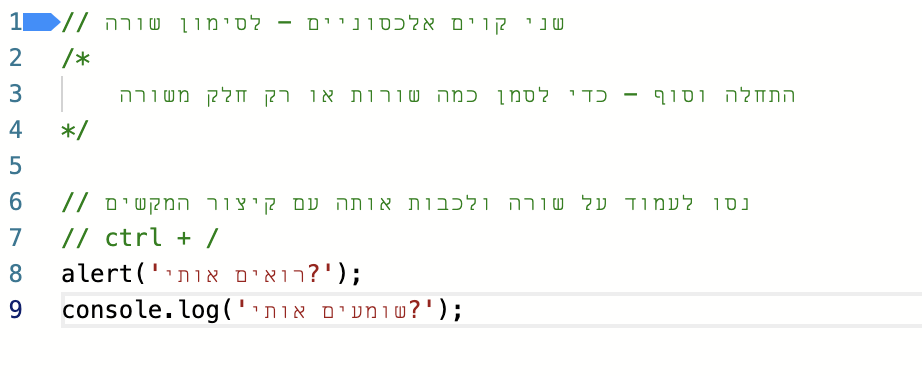 1 // שני קוים אלכסוניים – לסימון שורה
2 /*
3 התחלה וסוף – כדי לסמן כמה שורות או רק חלק משורה
4 */
5
6 // נסו לעמוד על שורה ולכבות אותה עם קיצור המקשים
7 // ctrl + /
8 alert('רואים אותי?');
9 console.log('שומעים אותי?');